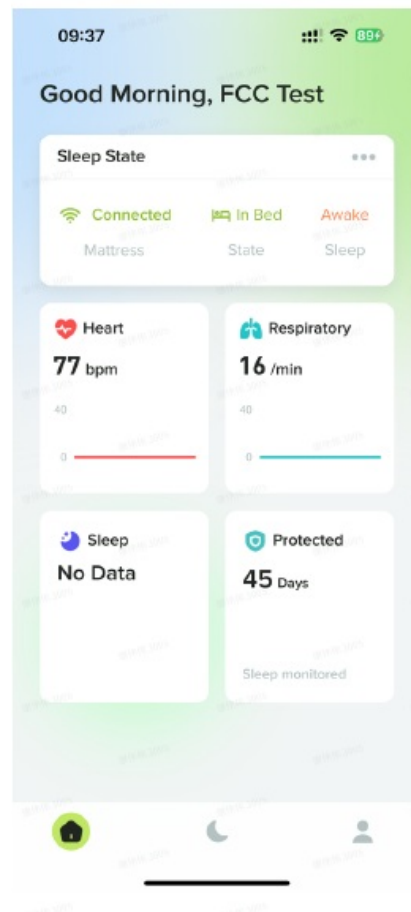 09:37
89
Good Morning, FCC Test
Sleep State
Connected In Bed Awake
Mattress State Sleep
Heart
77 bpm
40
0
Respiratory
16 /min
40
0
Sleep
No Data
Protected
45 Days
Sleep monitored